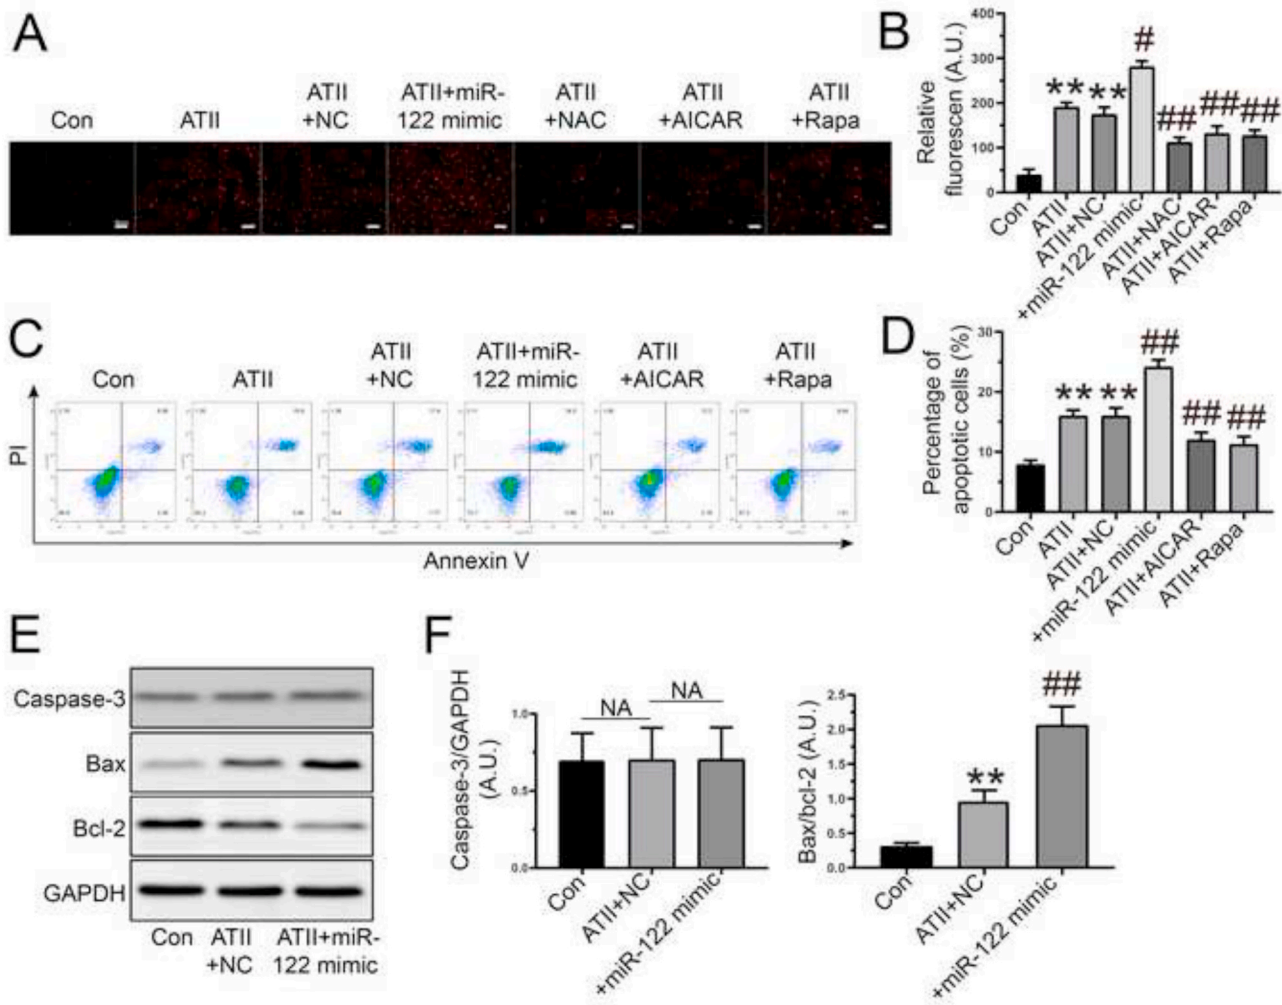 A
Con
ATII
ATII
+NC
ATII+miR-
122 mimic
ATII
+NAC
ATII
+AICAR
ATII
+Rapa
B
Relative
fluorescen (A.U.)
400
300
200
100
0
**
**
#
##
##
##
Con
ATII
ATII+NC
+miR-122 mimic
ATII+NAC
ATII+AICAR
ATII+Rapa
C
Con
ATII
ATII
+NC
ATII+miR-
122 mimic
ATII
+AICAR
ATII
+Rapa
PI
Annexin V
D
Percentage of
apoptotic cells (%)
30
20
10
0
**
**
##
##
##
Con
ATII
ATII+NC
+miR-122 mimic
ATII+AICAR
ATII+Rapa
E
Caspase-3
Bax
Bcl-2
GAPDH
Con
ATII
+NC
ATII+miR-
122 mimic
F
Caspase-3/GAPDH
(A.U.)
1.0
0.5
0.0
NA
NA
Con
ATII+NC
+miR-122 mimic
Bax/bcl-2 (A.U.)
2.5
2.0
1.5
1.0
0.5
0.0
**
##
Con
ATII+NC
+miR-122 mimic